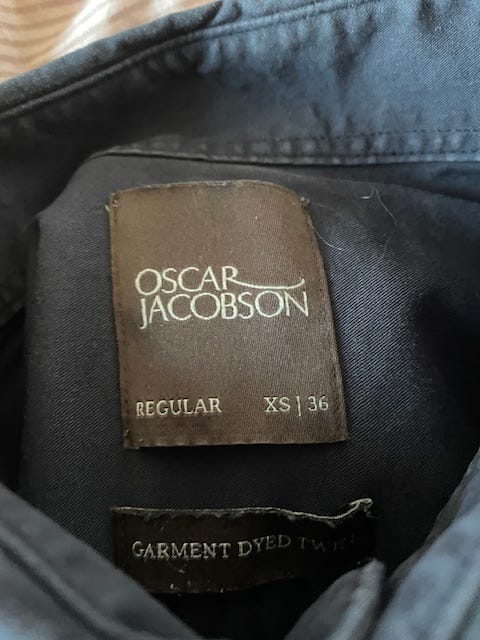 OSCAR
JACOBSON
REGULAR XS | 36
GARMENT DYED